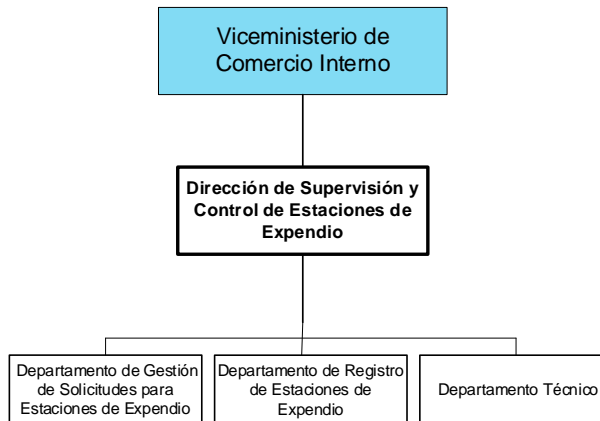 Viceministerio de
Comercio Interno
Dirección de Supervisión y
Control de Estaciones de
Expendio
Departamento de Gestión
de Solicitudes para
Estaciones de Expendio
Departamento de Registro
de Estaciones de
Expendio
Departamento Técnico